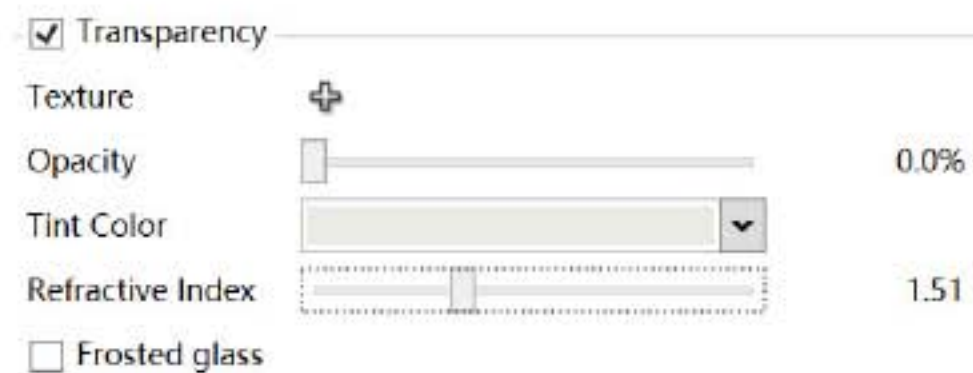 Transparency
Texture
Opacity 0.0%
Tint Color
Refractive Index 1.51
Frosted glass